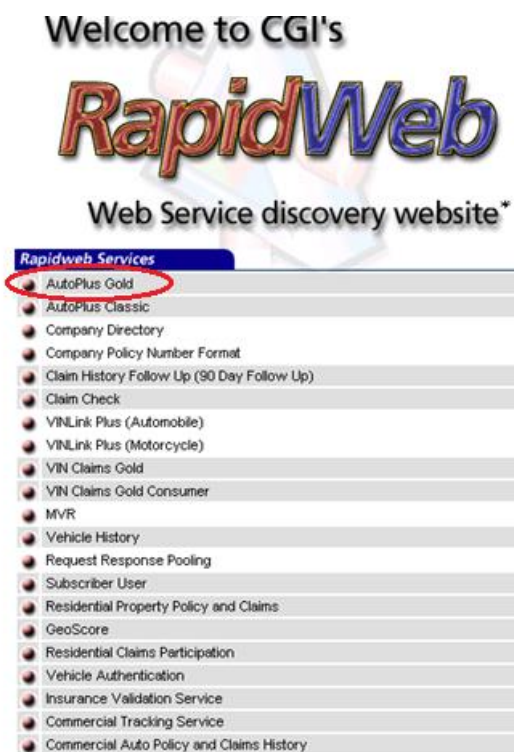 Welcome to CGI's
RapidWeb
Web Service discovery website*
Rapidweb Services
AutoPlus Gold
AutoPlus Classic
Company Directory
Company Policy Number Format
Claim History Follow Up (90 Day Follow Up)
Claim Check
VINLink Plus (Automobile)
VINLink Plus (Motorcycle)
VIN Claims Gold
VIN Claims Gold Consumer
MVR
Vehicle History
Request Response Pooling
Subscriber User
Residential Property Policy and Claims
GeoScore
Residential Claims Participation
Vehicle Authentication
Insurance Validation Service
Commercial Tracking Service
Commercial Auto Policy and Claims History